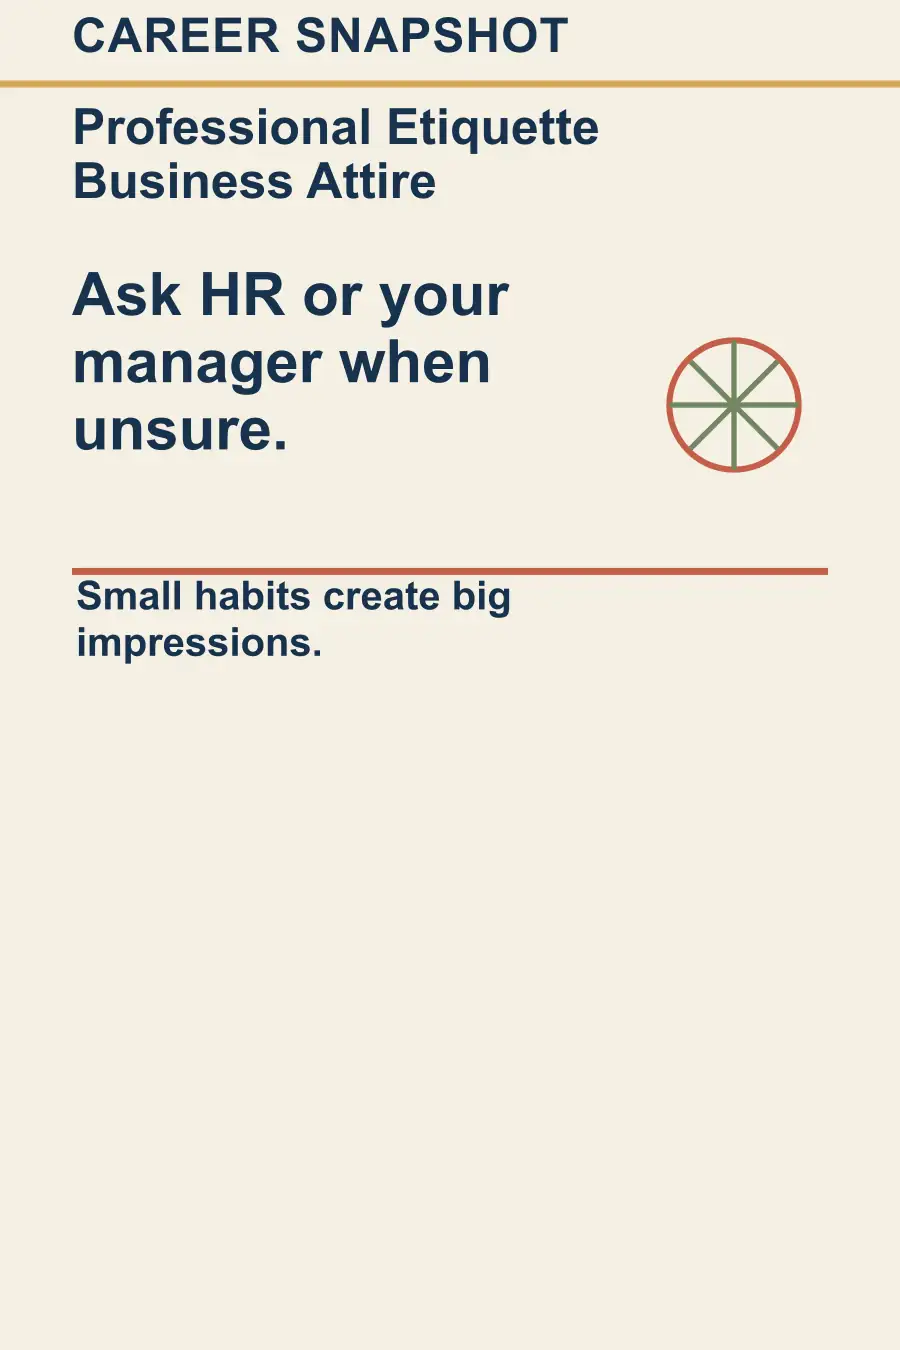 CAREER SNAPSHOT
Professional Etiquette
Business Attire
Ask HR or your
manager when
unsure.
Small habits create big
impressions.